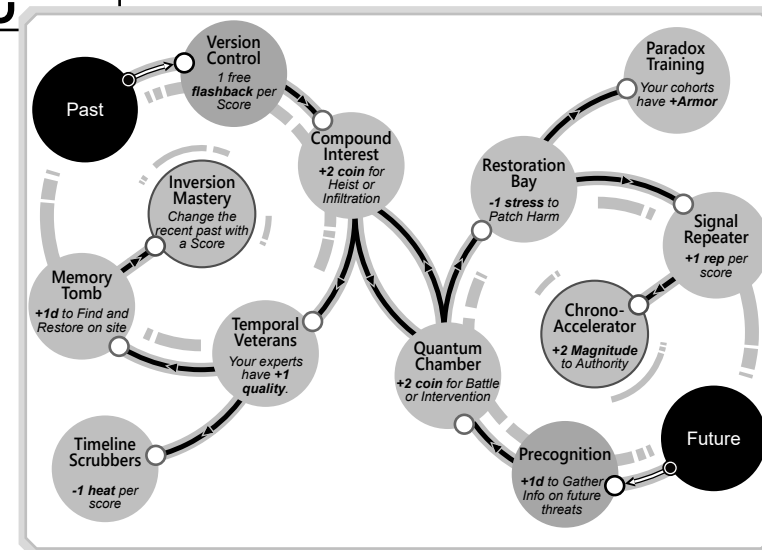 Past
Version
Control
1 free
flashback per
Score
Compound
Interest
+2 coin for
Heist or
Infiltration
Inversion
Mastery
Change the
recent past with
a Score
Memory
Tomb
+1d to Find and
Restore on site
Temporal
Veterans
Your experts
have +1
quality.
Timeline
Scrubbers
-1 heat per
score
Paradox
Training
Your cohorts
have +Armor
Restoration
Bay
-1 stress to
Patch Harm
Signal
Repeater
+1 rep per
score
Chrono-
Accelerator
+2 Magnitude
to Authority
Quantum
Chamber
+2 coin for Battle
or Intervention
Precognition
+1d to Gather
Info on future
threats
Future